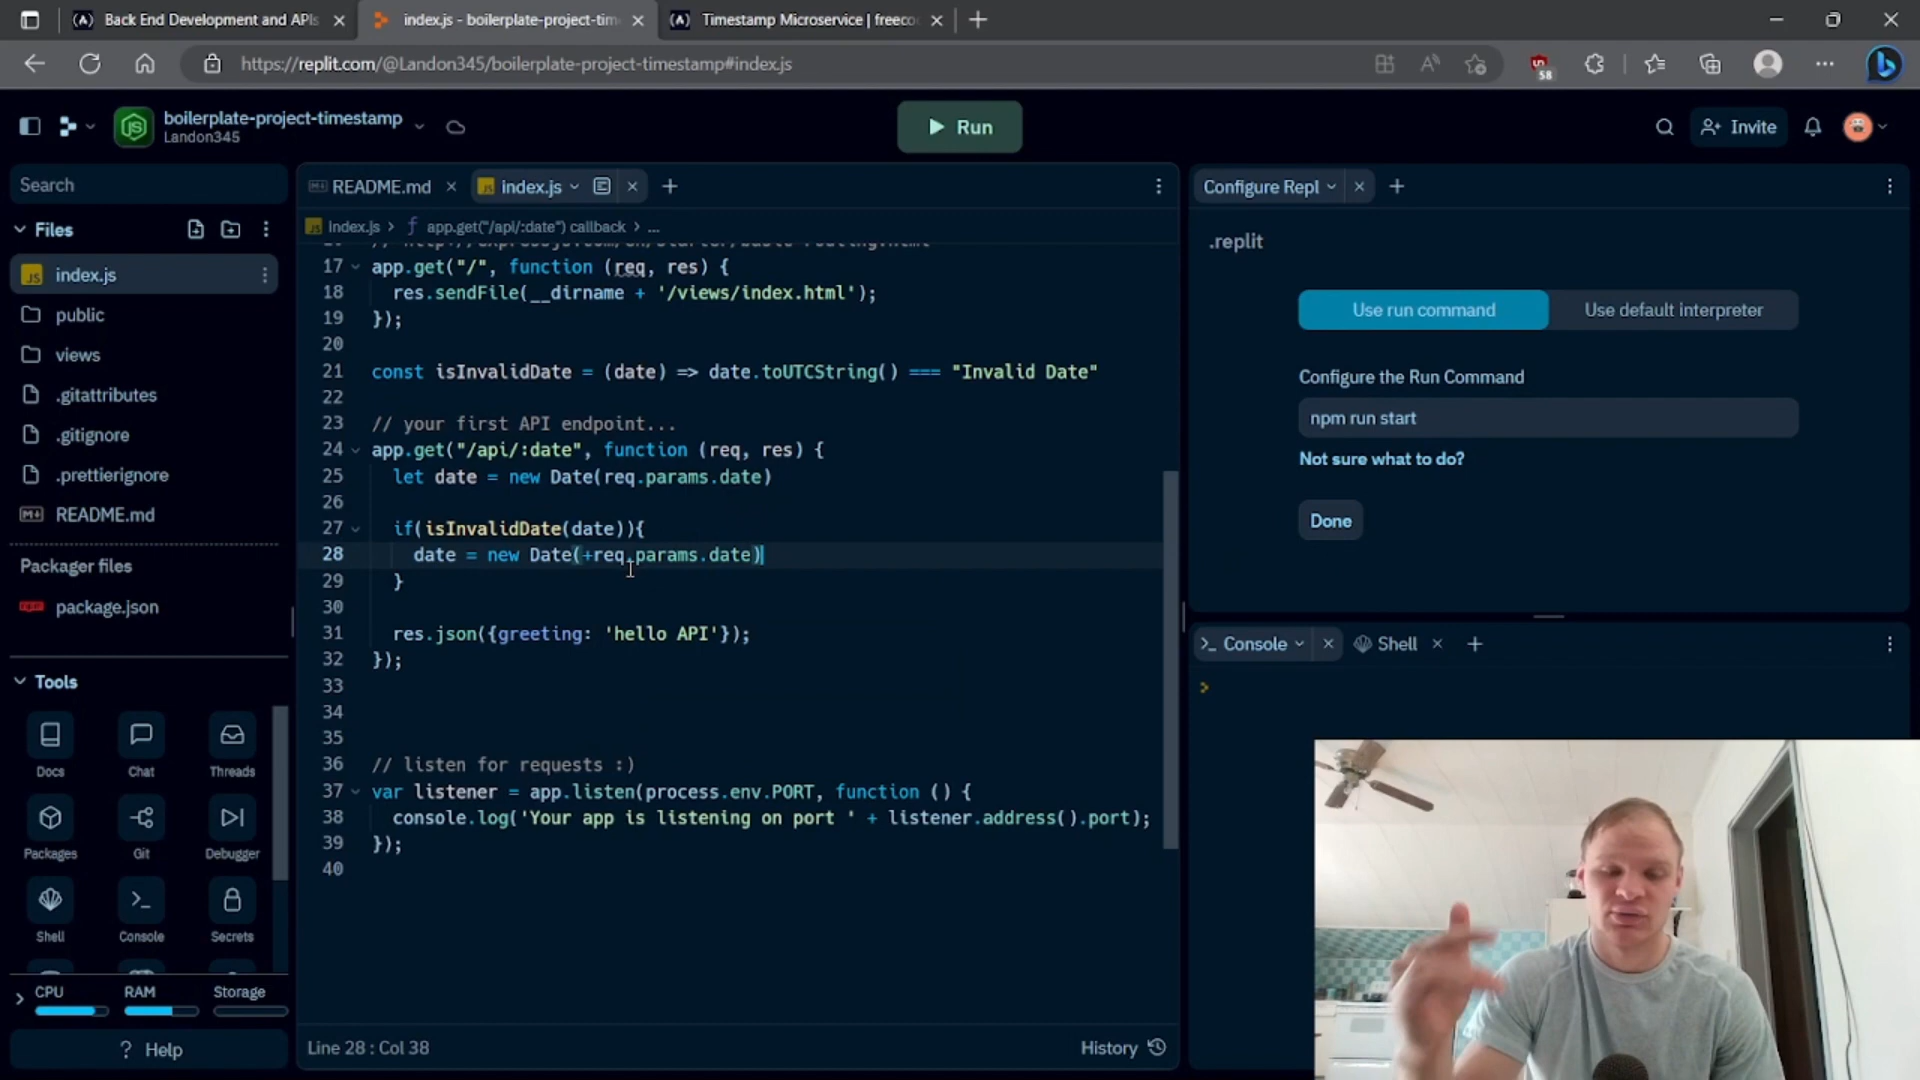 Back End Development and APIs
index.js - boilerplate-project-tim
Timestamp Microservice | freeco
https://replit.com/@Landon345/boilerplate-project-timestamp#index.js
58
boilerplate-project-timestamp
Landon345
Run
Invite
Search
Files
index.js
public
views
.gitattributes
.gitignore
.prettierignore
README.md
Packager files
package.json
Tools
Docs
Chat
Threads
Packages
Git
Debugger
Shell
Console
Secrets
CPU
RAM
Storage
? Help
README.md
index.js
Index.js > f app.get("/api/:date") callback > ...
17 app.get("/", function (req, res) {
18 res.sendFile(__dirname + '/views/index.html');
19 });
20
21 const isInvalidDate = (date) => date.toUTCString() === "Invalid Date"
22
23 // your first API endpoint...
24 app.get("/api/:date", function (req, res) {
25 let date = new Date(req.params.date)
26
27 if(isInvalidDate(date)){
28 date = new Date(+req.params.date)
29 }
30
31 res.json({greeting: 'hello API'});
32 });
33
34
35
36 // listen for requests :)
37 var listener = app.listen(process.env.PORT, function () {
38 console.log('Your app is listening on port ' + listener.address().port);
39 });
40
Line 28 : Col 38
History
Configure Repl
.replit
Use run command
Use default interpreter
Configure the Run Command
npm run start
Not sure what to do?
Done
Console
Shell